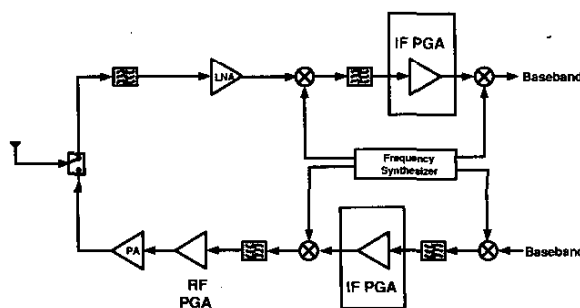 IF PGA
LNA
Baseband
Frequency
Synthesizer
PA
Baseband
RF
PGA
IF PGA